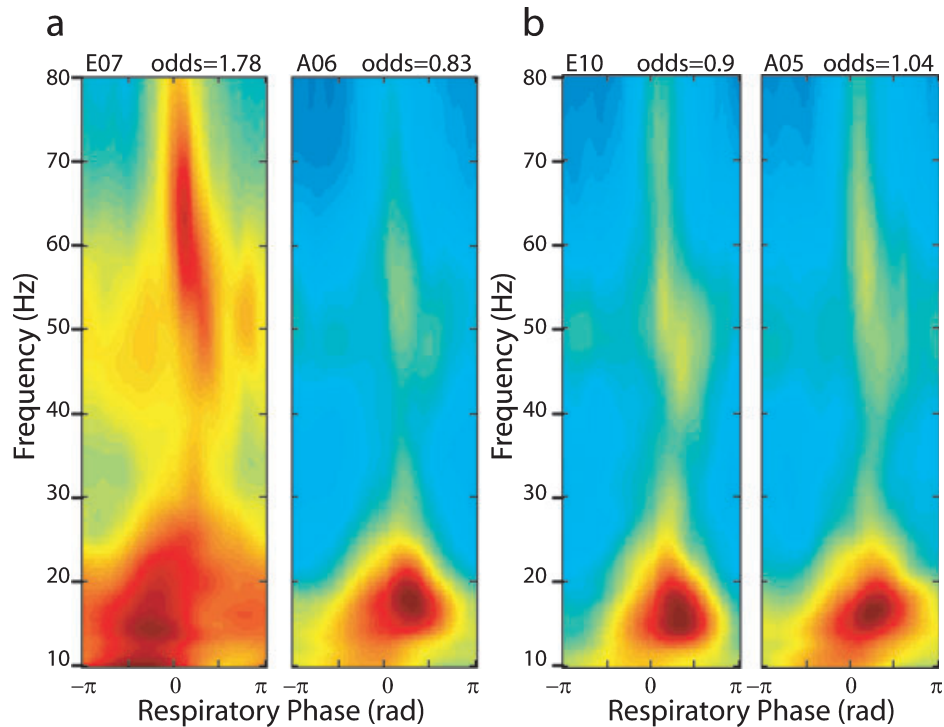 a
b
E07 odds=1.78
A06 odds=0.83
E10 odds=0.9
A05 odds=1.04
80
70
60
50
40
30
20
10
Frequency (Hz)
80
70
60
50
40
30
20
10
Frequency (Hz)
−π 0 π
−π 0 π
−π 0 π
−π 0 π
Respiratory Phase (rad)
Respiratory Phase (rad)